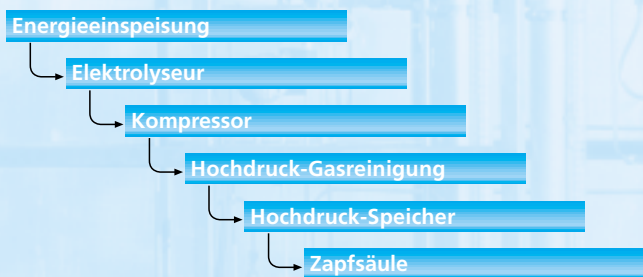 Energieeinspeisung
Elektrolyseur
Kompressor
Hochdruck-Gasreinigung
Hochdruck-Speicher
Zapfsäule